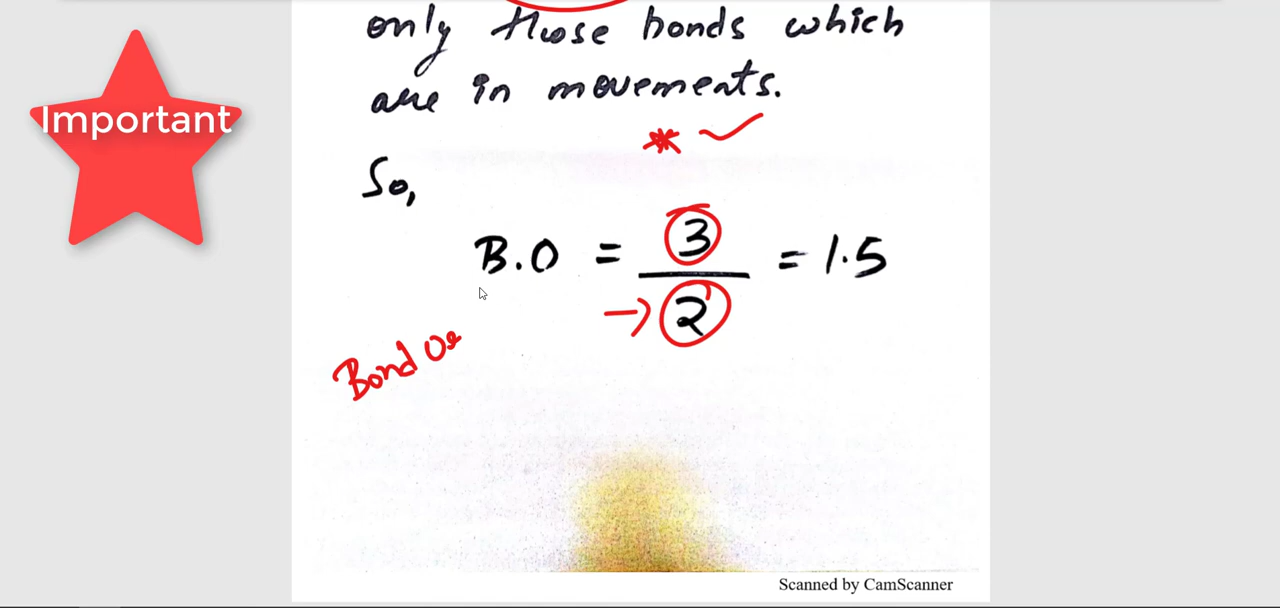 only those bonds which
are in movements.
Important
So,
B.O = 3/2 = 1.5
Bond Or
Scanned by CamScanner